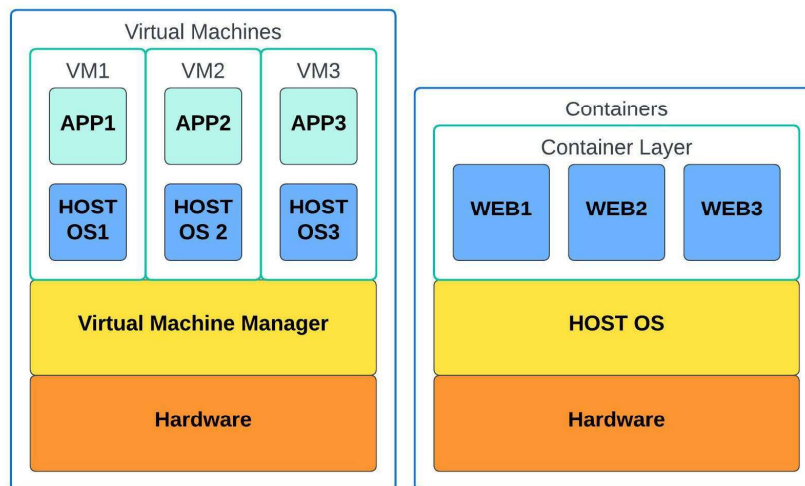 Virtual Machines
VM1
VM2
VM3
APP1
APP2
APP3
HOST
OS1
HOST
OS 2
HOST
OS3
Virtual Machine Manager
Hardware
Containers
Container Layer
WEB1
WEB2
WEB3
HOST OS
Hardware